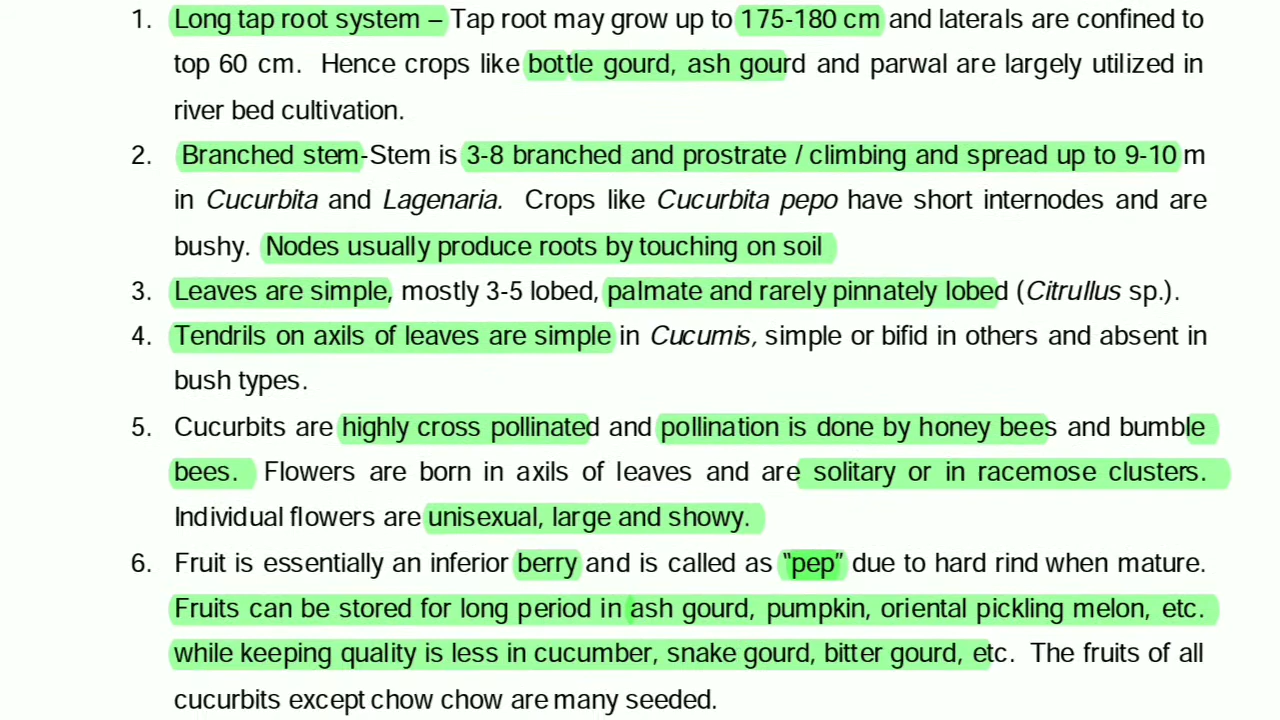 1. Long tap root system – Tap root may grow up to 175-180 cm and laterals are confined to
top 60 cm. Hence crops like bottle gourd, ash gourd and parwal are largely utilized in
river bed cultivation.
2. Branched stem-Stem is 3-8 branched and prostrate / climbing and spread up to 9-10 m
in Cucurbita and Lagenaria. Crops like Cucurbita pepo have short internodes and are
bushy. Nodes usually produce roots by touching on soil
3. Leaves are simple, mostly 3-5 lobed, palmate and rarely pinnately lobed (Citrullus sp.).
4. Tendrils on axils of leaves are simple in Cucumis, simple or bifid in others and absent in
bush types.
5. Cucurbits are highly cross pollinated and pollination is done by honey bees and bumble
bees. Flowers are born in axils of leaves and are solitary or in racemose clusters.
Individual flowers are unisexual, large and showy.
6. Fruit is essentially an inferior berry and is called as "pep" due to hard rind when mature.
Fruits can be stored for long period in ash gourd, pumpkin, oriental pickling melon, etc.
while keeping quality is less in cucumber, snake gourd, bitter gourd, etc. The fruits of all
cucurbits except chow chow are many seeded.